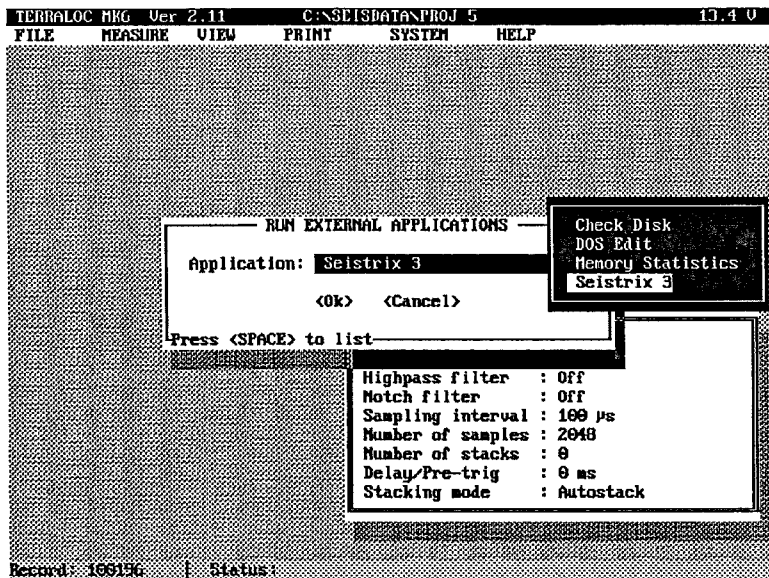 TERRALOC MK6 Ver 2.11 C:\SEISDATA\PROJ_5 13.4 V
FILE MEASURE VIEW PRINT SYSTEM HELP
RUN EXTERNAL APPLICATIONS
Application: Seistrix 3
<Ok> <Cancel>
Press <SPACE> to list
Check Disk
DOS Edit
Memory Statistics
Seistrix 3
Highpass filter : Off
Notch filter : Off
Sampling interval : 100 µs
Number of samples : 2048
Number of stacks : 0
Delay/Pre-trig : 0 ms
Stacking mode : Autostack
Record: 100196 | Status: